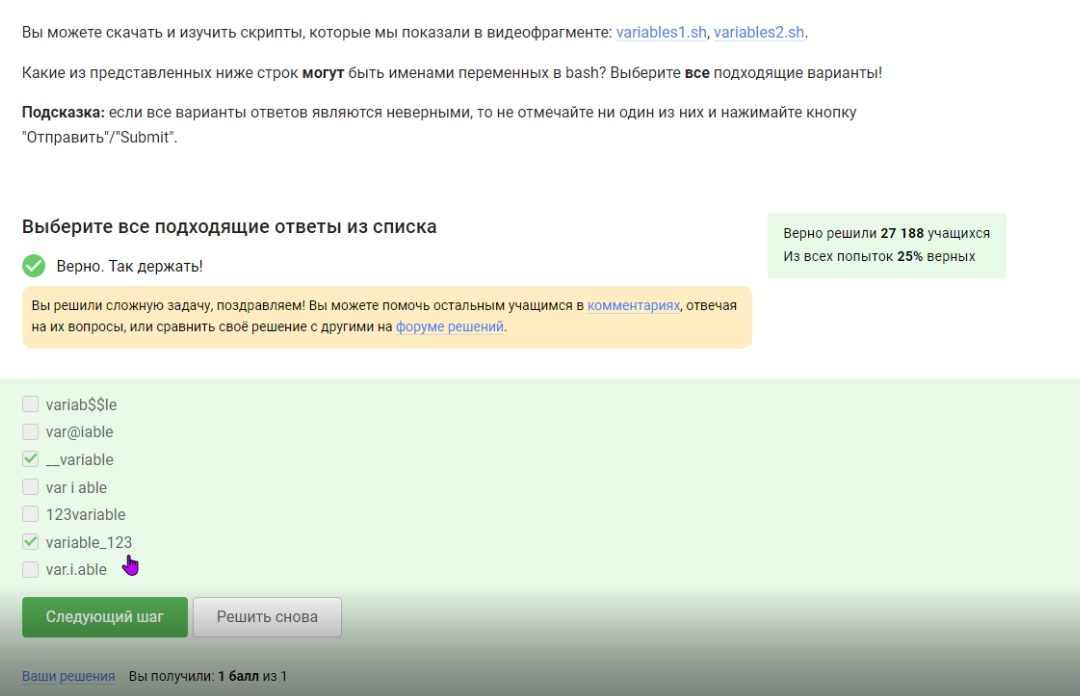 Вы можете скачать и изучить скрипты, которые мы показали в видеофрагменте: variables1.sh, variables2.sh.
Какие из представленных ниже строк могут быть именами переменных в bash? Выберите все подходящие варианты!
Подсказка: если все варианты ответов являются неверными, то не отмечайте ни один из них и нажимайте кнопку
"Отправить"/"Submit".
Выберите все подходящие ответы из списка
Верно решили 27 188 учащихся
Из всех попыток 25% верных
Верно. Так держать!
Вы решили сложную задачу, поздравляем! Вы можете помочь остальным учащимся в комментариях, отвечая
на их вопросы, или сравнить своё решение с другими на форуме решений.
variab$$le
var@iable
__variable
var i able
123variable
variable_123
var.i.able
Следующий шаг
Решить снова
Ваши решения Вы получили: 1 балл из 1